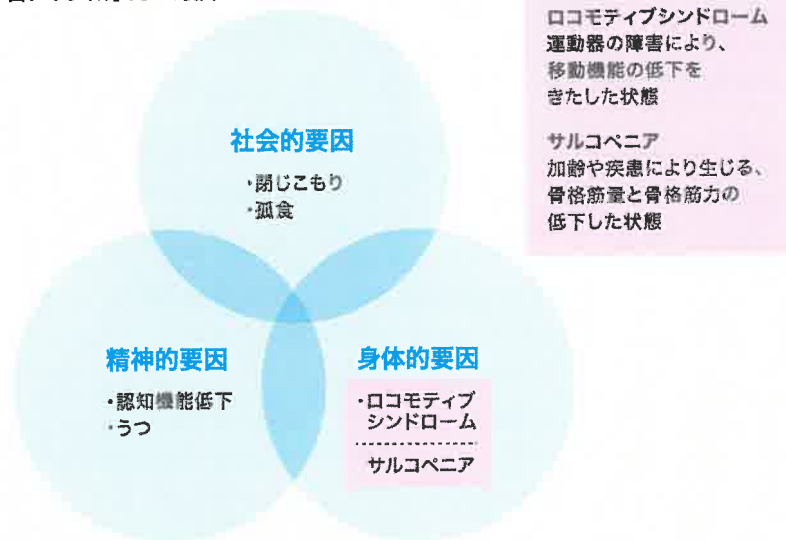 社会的要因
・閉じこもり
・孤食
精神的要因
・認知機能低下
・うつ
身体的要因
・ロコモティブ
シンドローム
サルコペニア
ロコモティブシンドローム
運動器の障害により、
移動機能の低下を
きたした状態
サルコペニア
加齢や疾患により生じる、
骨格筋量と骨格筋力の
低下した状態